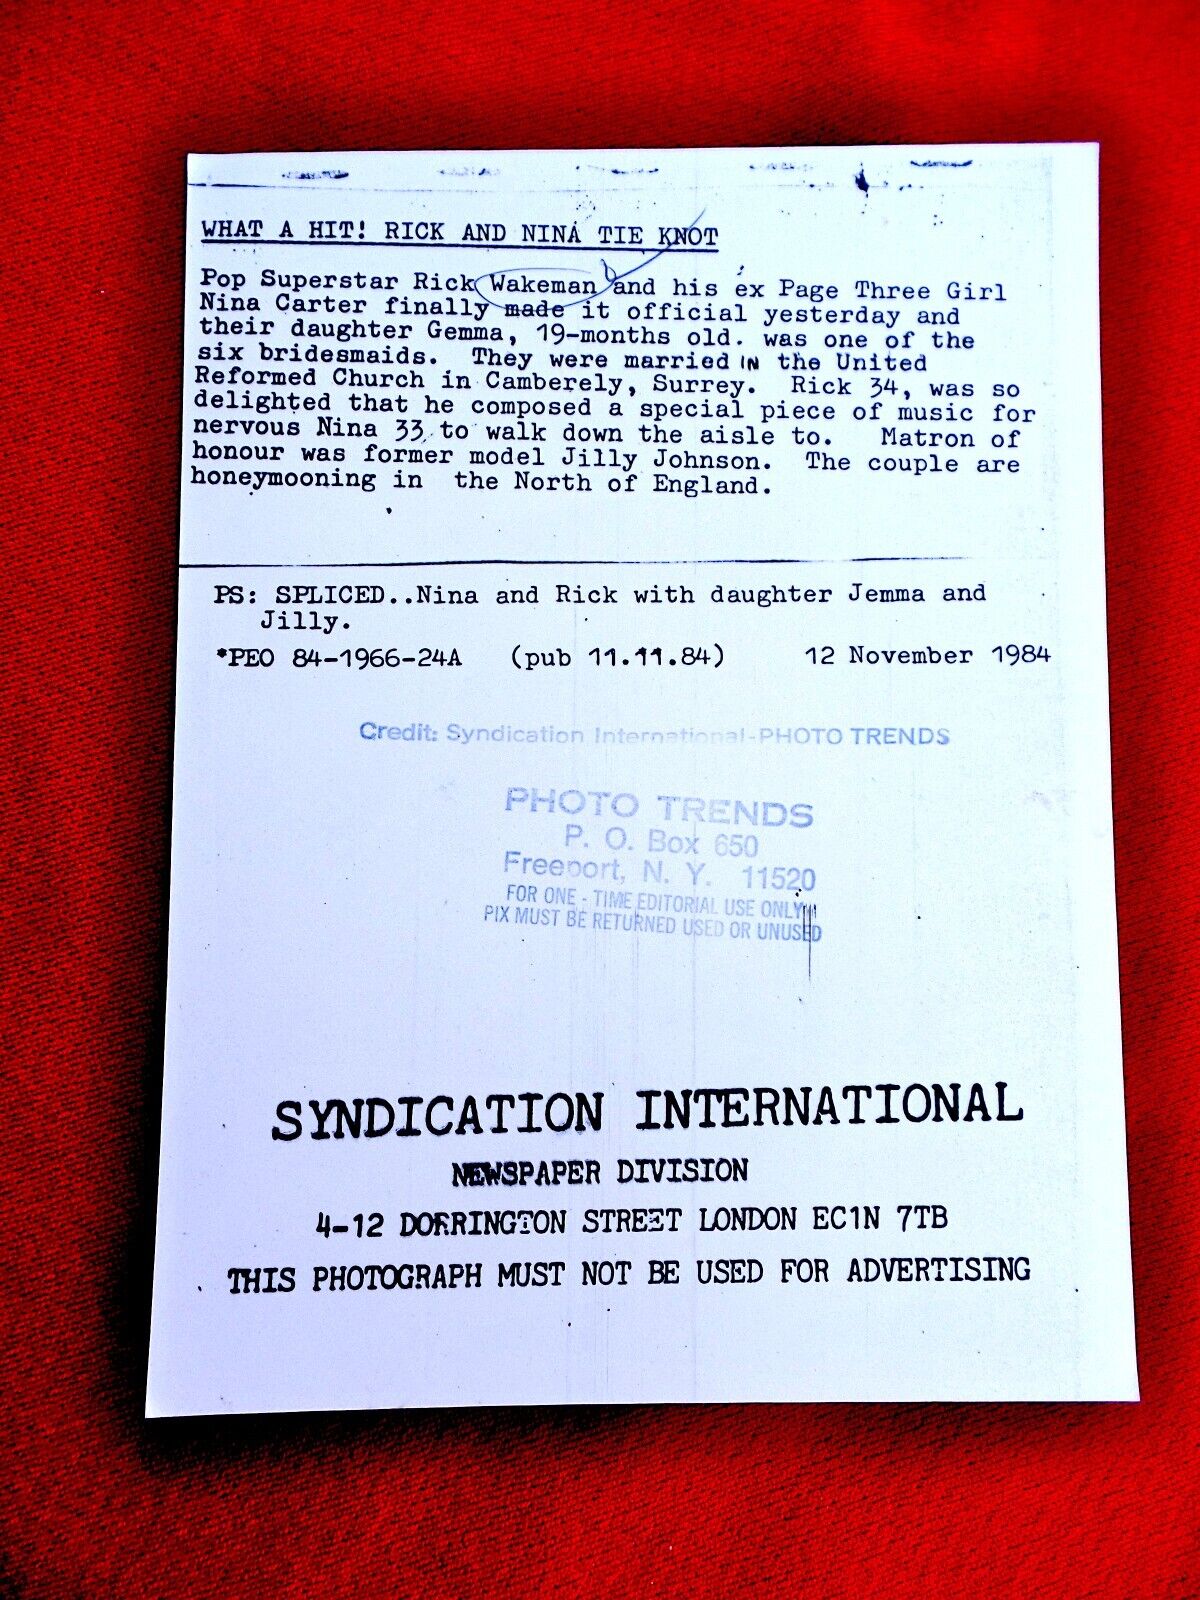 WHAT A HIT! RICK AND NINA TIE KNOT
Pop Superstar Rick Wakeman and his ex Page Three Girl
Nina Carter finally made it official yesterday and
their daughter Gemma, 19-months old. was one of the
six bridesmaids. They were married IN the United
Reformed Church in Camberely, Surrey. Rick 34, was so
delighted that he composed a special piece of music for
nervous Nina 33 to walk down the aisle to. Matron of
honour was former model Jilly Johnson. The couple are
honeymooning in the North of England.
PS: SPLICED..Nina and Rick with daughter Jemma and
Jilly.
*PEO 84-1966-24A (pub 11.11.84) 12 November 1984
Credit: Syndication International-PHOTO TRENDS
PHOTO TRENDS
P. O. Box 650
Freeport, N. Y. 11520
FOR ONE - TIME EDITORIAL USE ONLY
PIX MUST BE RETURNED USED OR UNUSED
SYNDICATION INTERNATIONAL
NEWSPAPER DIVISION
4-12 DORRINGTON STREET LONDON EC1N 7TB
THIS PHOTOGRAPH MUST NOT BE USED FOR ADVERTISING